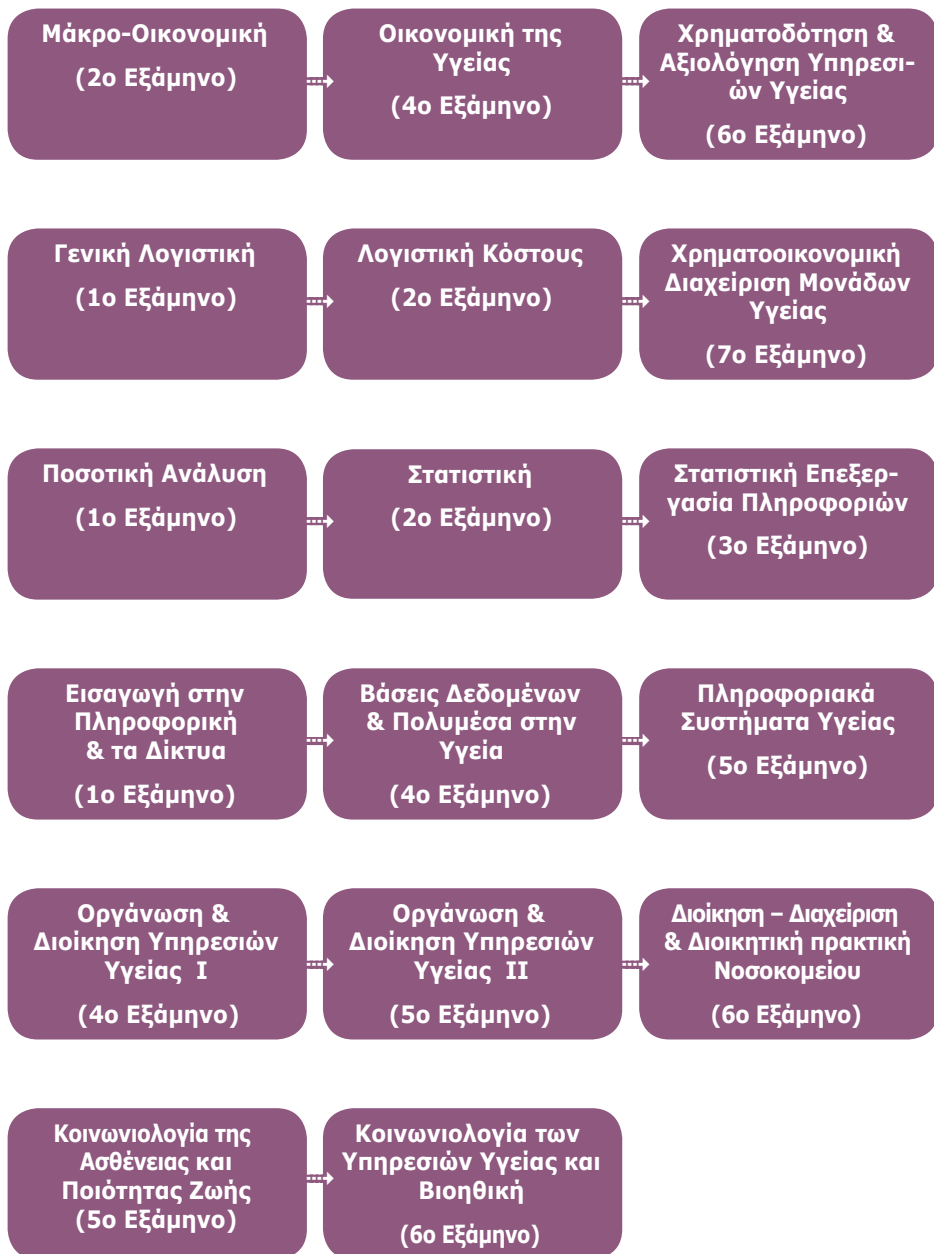 Μάκρο-Οικονομική
(2ο Εξάμηνο)
Οικονομική της
Υγείας
(4ο Εξάμηνο)
Χρηματοδότηση &
Αξιολόγηση Υπηρεσι-
ών Υγείας
(6ο Εξάμηνο)
Γενική Λογιστική
(1ο Εξάμηνο)
Λογιστική Κόστους
(2ο Εξάμηνο)
Χρηματοοικονομική
Διαχείριση Μονάδων
Υγείας
(7ο Εξάμηνο)
Ποσοτική Ανάλυση
(1ο Εξάμηνο)
Στατιστική
(2ο Εξάμηνο)
Στατιστική Επεξερ-
γασία Πληροφοριών
(3ο Εξάμηνο)
Εισαγωγή στην
Πληροφορική
& τα Δίκτυα
(1ο Εξάμηνο)
Βάσεις Δεδομένων
& Πολυμέσα στην
Υγεία
(4ο Εξάμηνο)
Πληροφοριακά
Συστήματα Υγείας
(5ο Εξάμηνο)
Οργάνωση &
Διοίκηση Υπηρεσιών
Υγείας Ι
(4ο Εξάμηνο)
Οργάνωση &
Διοίκηση Υπηρεσιών
Υγείας ΙΙ
(5ο Εξάμηνο)
Διοίκηση – Διαχείριση
& Διοικητική πρακτική
Νοσοκομείου
(6ο Εξάμηνο)
Κοινωνιολογία της
Ασθένειας και
Ποιότητας Ζωής
(5ο Εξάμηνο)
Κοινωνιολογία των
Υπηρεσιών Υγείας και
Βιοηθική
(6ο Εξάμηνο)